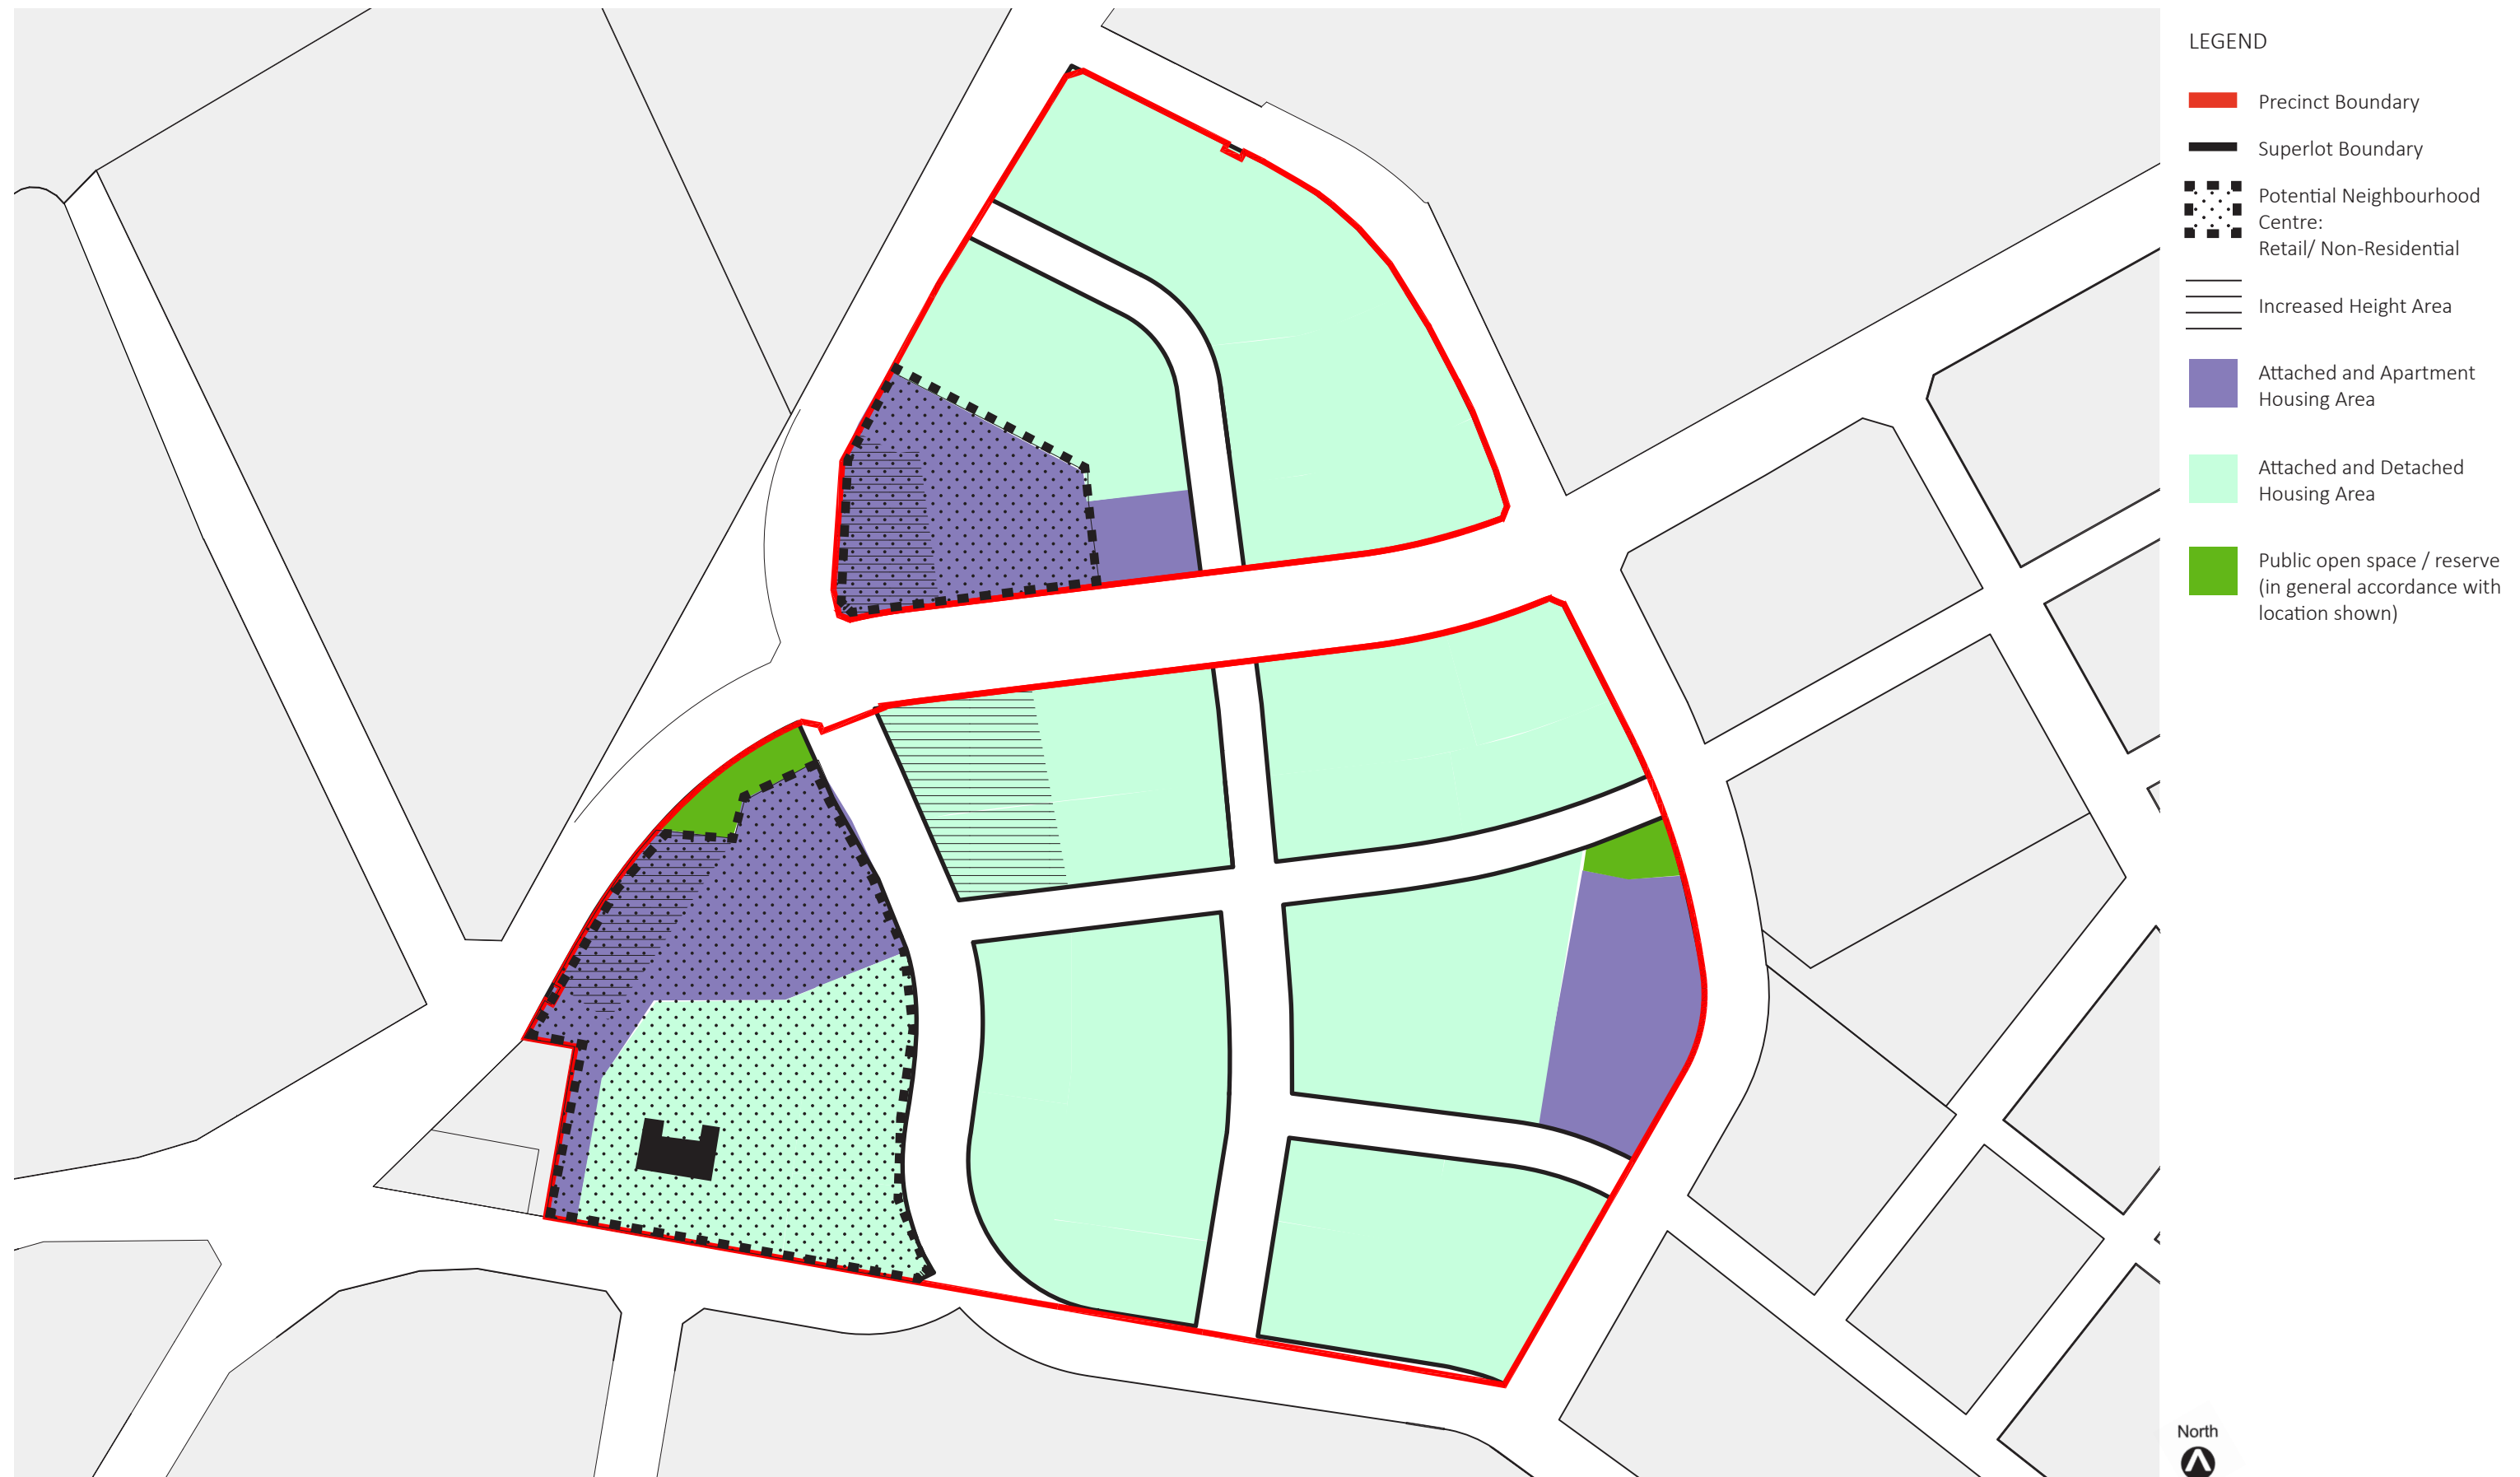 LEGEND
Precinct Boundary
Superlot Boundary
Potential Neighbourhood
Centre:
Retail/ Non-Residential
Increased Height Area
Attached and Apartment
Housing Area
Attached and Detached
Housing Area
Public open space / reserve
(in general accordance with
location shown)
North